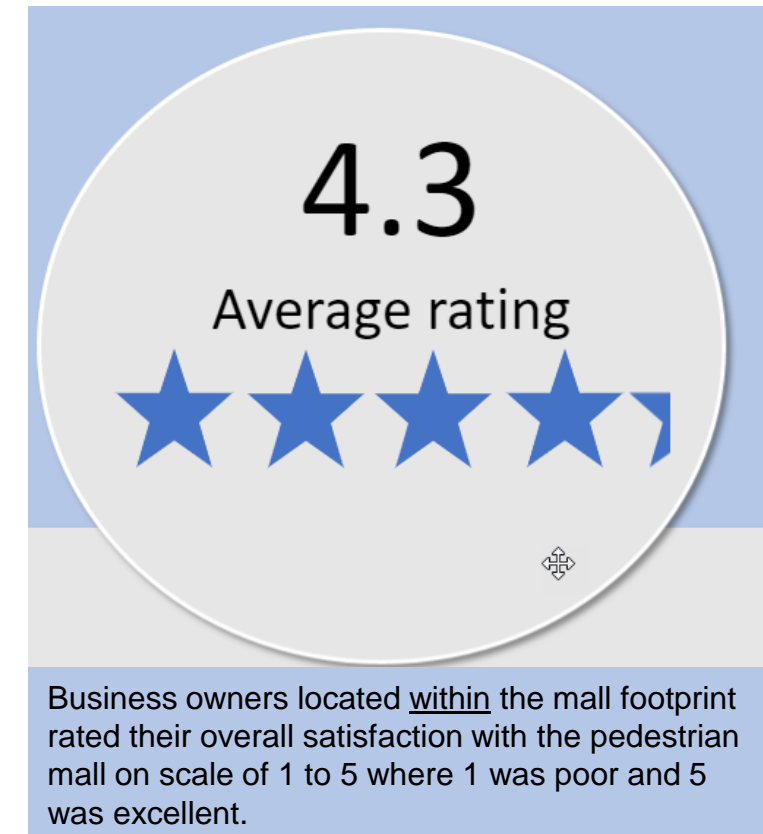 4.3
Average rating
Business owners located within the mall footprint
rated their overall satisfaction with the pedestrian
mall on scale of 1 to 5 where 1 was poor and 5
was excellent.